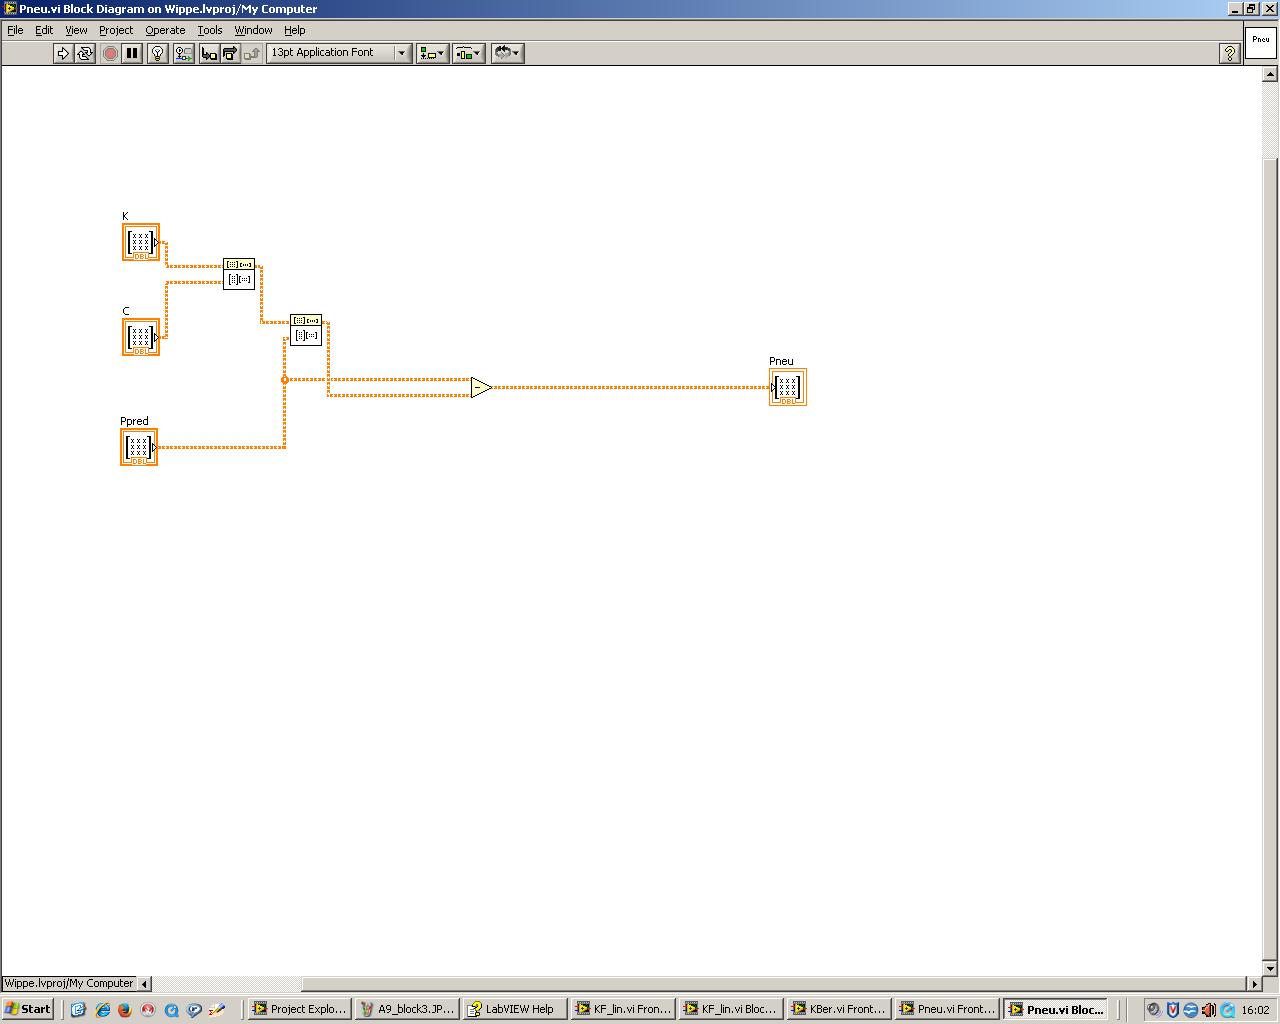 Pneu.vi Block Diagram on Wippe.lvproj/My Computer
File Edit View Project Operate Tools Window Help
13pt Application Font
Pneu
K
DBL
C
DBL
Ppred
DBL
Pneu
DBL
Wippe.lvproj/My Computer
Start
Project Explo...
A9_block3.JP...
LabVIEW Help
KF_lin.vi Fron...
KF_lin.vi Bloc...
KBer.vi Front...
Pneu.vi Front...
Pneu.vi Bloc...
16:02